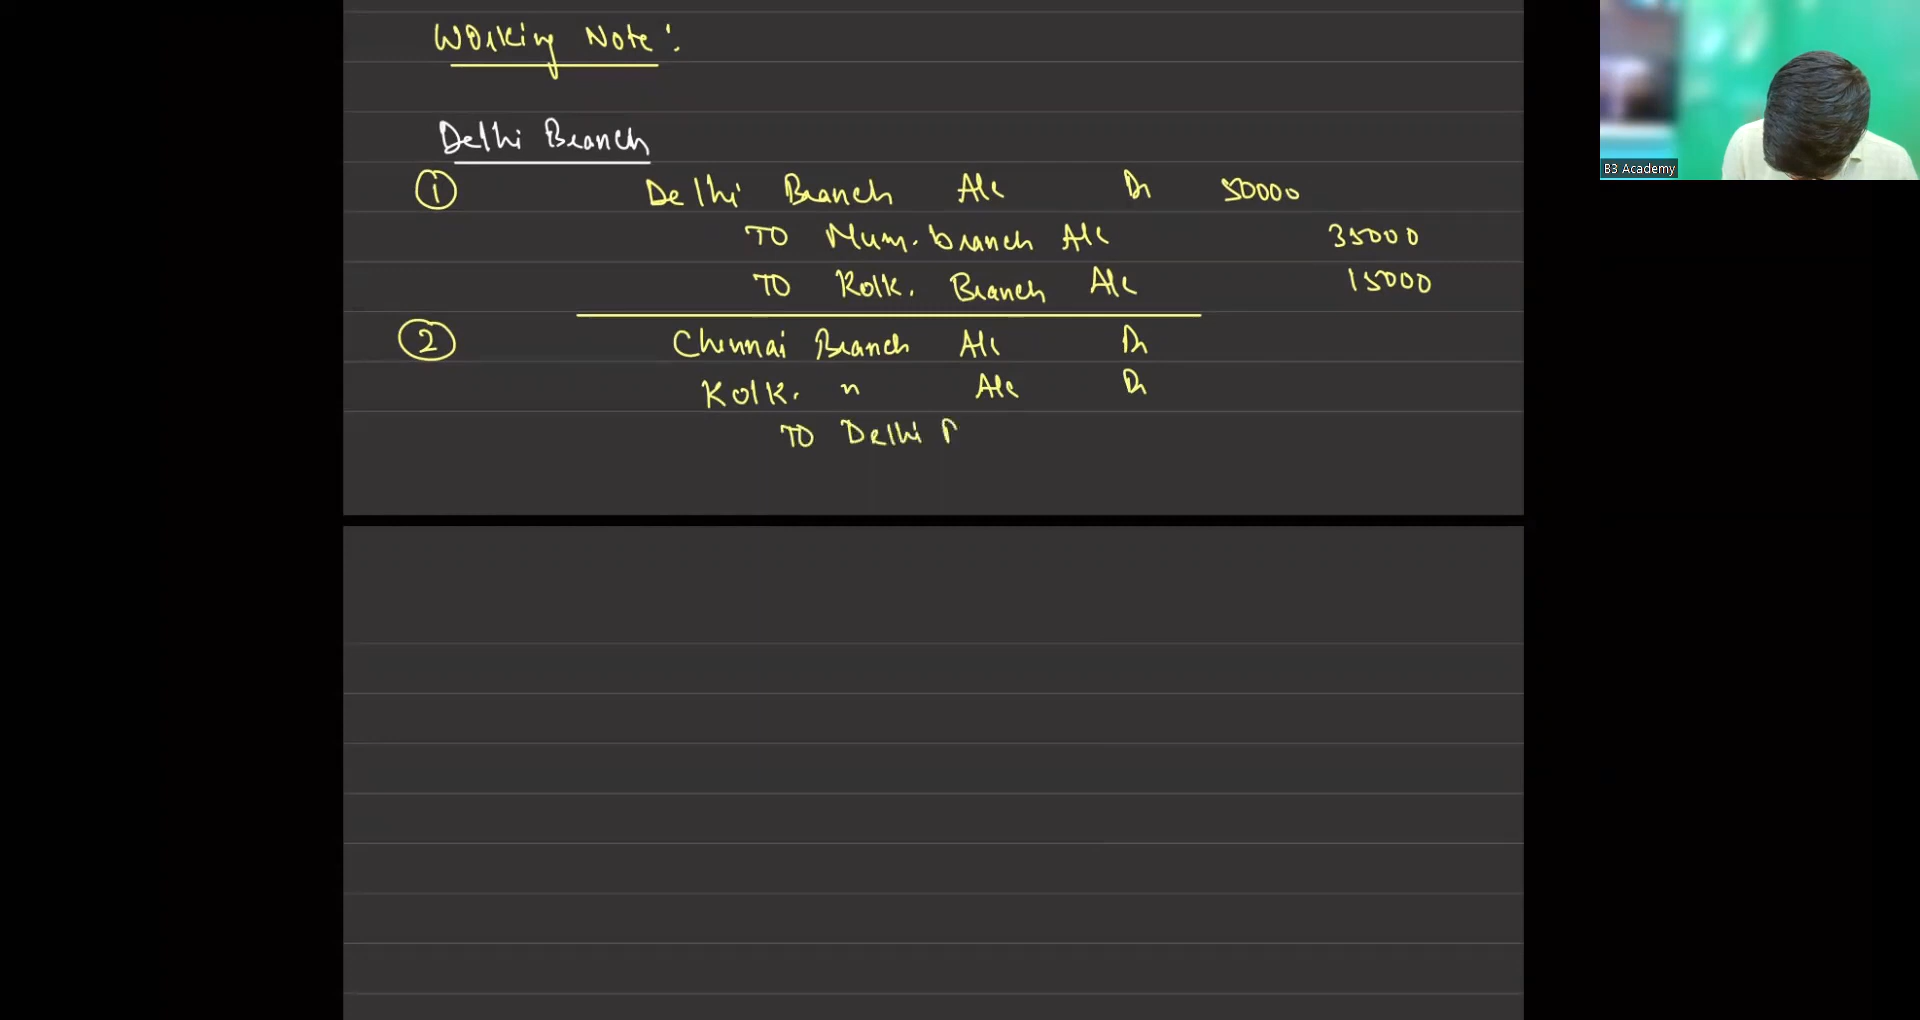 Working Note:
Delhi Branch
① Delhi Branch A/c Dr 50000
TO Mum. branch A/c 35000
TO Kolk. Branch A/c 15000
② Chennai Branch A/c Dr
Kolk. " A/c Dr
TO Delhi
B3 Academy